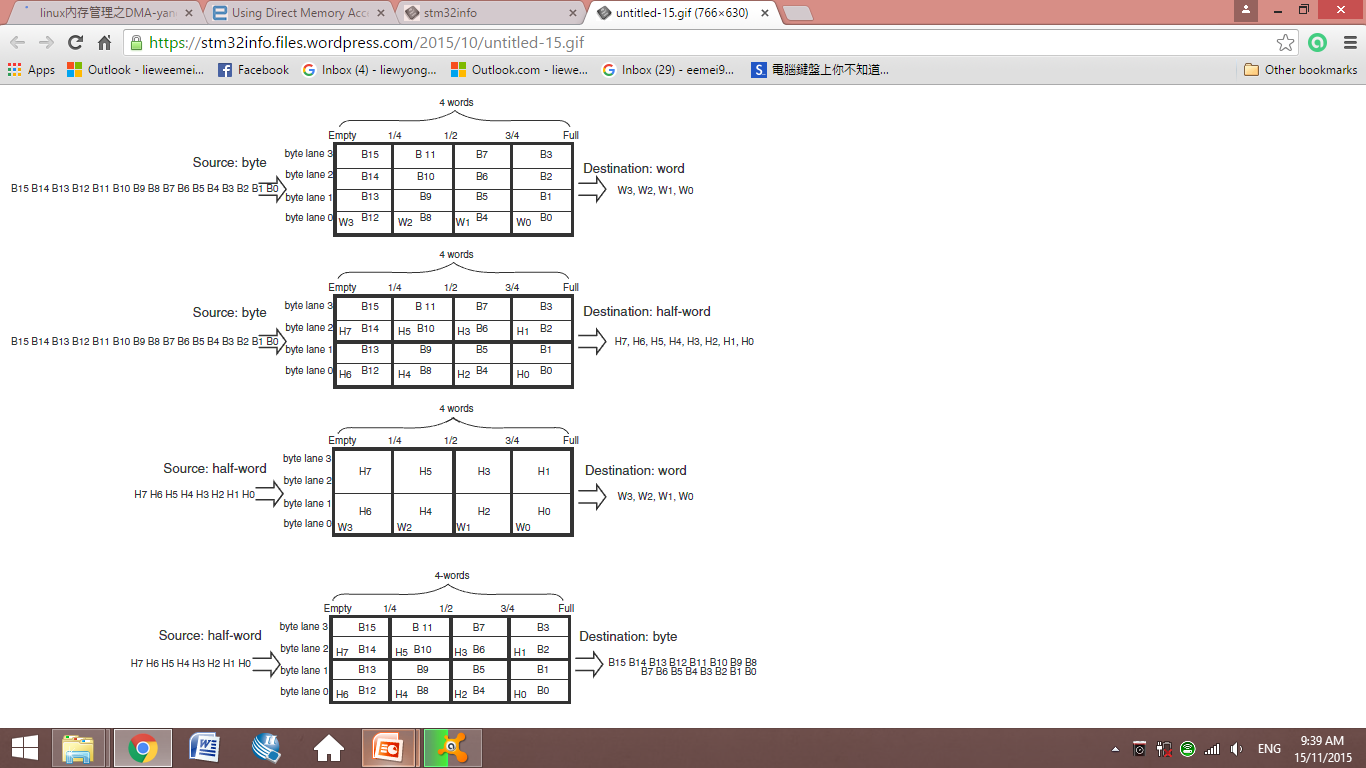 linux内存管理之DMA-yan
Using Direct Memory Acc
stm32info
untitled-15.gif (766×630)
https://stm32info.files.wordpress.com/2015/10/untitled-15.gif
Apps
Outlook - lieweemei...
Facebook
Inbox (4) - liewyong...
Outlook.com - liewe...
Inbox (29) - eemei9...
電腦鍵盤上你不知道...
Other bookmarks
4 words
Empty 1/4 1/2 3/4 Full
Source: byte
B15 B14 B13 B12 B11 B10 B9 B8 B7 B6 B5 B4 B3 B2 B1 B0
byte lane 3 B15 B 11 B7 B3
byte lane 2 B14 B10 B6 B2
byte lane 1 B13 B9 B5 B1
byte lane 0 W3 B12 W2 B8 W1 B4 W0 B0
Destination: word
W3, W2, W1, W0
4 words
Empty 1/4 1/2 3/4 Full
Source: byte
B15 B14 B13 B12 B11 B10 B9 B8 B7 B6 B5 B4 B3 B2 B1 B0
byte lane 3 B15 B 11 B7 B3
byte lane 2 H7 B14 H5 B10 H3 B6 H1 B2
byte lane 1 B13 B9 B5 B1
byte lane 0 H6 B12 H4 B8 H2 B4 H0 B0
Destination: half-word
H7, H6, H5, H4, H3, H2, H1, H0
4 words
Empty 1/4 1/2 3/4 Full
Source: half-word
H7 H6 H5 H4 H3 H2 H1 H0
byte lane 3
H7 H5 H3 H1
byte lane 2
byte lane 1
H6 H4 H2 H0
byte lane 0 W3 W2 W1 W0
Destination: word
W3, W2, W1, W0
4-words
Empty 1/4 1/2 3/4 Full
Source: half-word
H7 H6 H5 H4 H3 H2 H1 H0
byte lane 3 B15 B 11 B7 B3
byte lane 2 H7 B14 H5 B10 H3 B6 H1 B2
byte lane 1 B13 B9 B5 B1
byte lane 0 H6 B12 H4 B8 H2 B4 H0 B0
Destination: byte
B15 B14 B13 B12 B11 B10 B9 B8
B7 B6 B5 B4 B3 B2 B1 B0
ENG
9:39 AM
15/11/2015